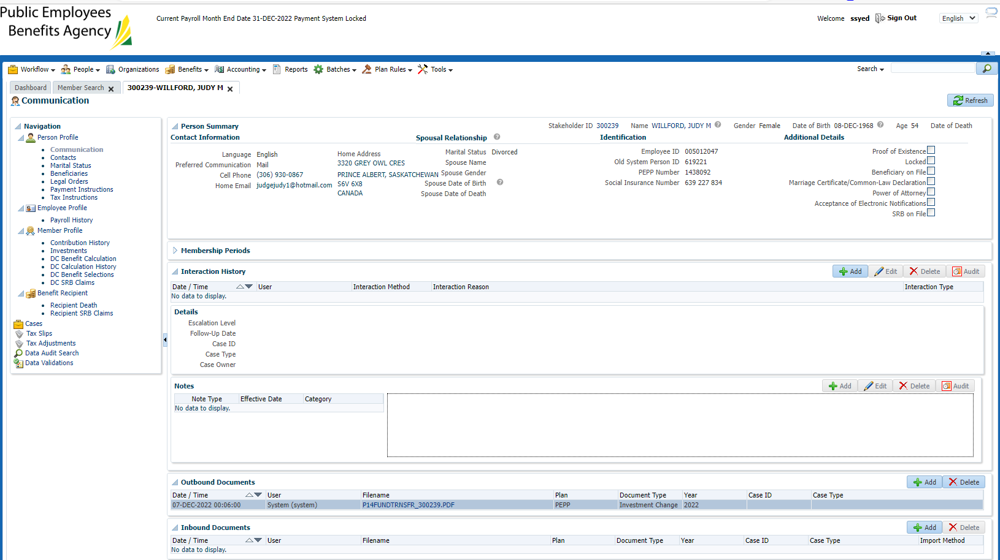 Public Employees
Benefits Agency
Current Payroll Month End Date 31-DEC-2022 Payment System Locked
Welcome ssyed Sign Out English
Workflow People Organizations Benefits Accounting Reports Batches Plan Rules Tools Search
Dashboard Member Search 300239-WILLFORD, JUDY M
Communication
Refresh
Navigation
Person Profile
Communication
Contacts
Marital Status
Beneficiaries
Legal Orders
Payment Instructions
Tax Instructions
Employee Profile
Payroll History
Member Profile
Contribution History
Investments
DC Benefit Calculation
DC Calculation History
DC Benefit Selections
DC SRB Claims
Benefit Recipient
Recipient Death
Recipient SRB Claims
Cases
Tax Slips
Tax Adjustments
Data Audit Search
Data Validations
Person Summary
Stakeholder ID 300239 Name WILLFORD, JUDY M Gender Female Date of Birth 08-DEC-1968 Age 54 Date of Death
Contact Information
Language English
Preferred Communication Mail
Cell Phone (306) 930-0867
Home Email judgejudy1@hotmail.com
Home Address
3320 GREY OWL CRES
PRINCE ALBERT, SASKATCHEWAN
S6V 6X8
CANADA
Spousal Relationship
Marital Status Divorced
Spouse Name
Spouse Gender
Spouse Date of Birth
Spouse Date of Death
Identification
Employee ID 005012047
Old System Person ID 619221
PEPP Number 1438092
Social Insurance Number 639 227 834
Additional Details
Proof of Existence
Locked
Beneficiary on File
Marriage Certificate/Common-Law Declaration
Power of Attorney
Acceptance of Electronic Notifications
SRB on File
Membership Periods
Interaction History
Add Edit Delete Audit
Date / Time User Interaction Method Interaction Reason Interaction Type
No data to display.
Details
Escalation Level
Follow-Up Date
Case ID
Case Type
Case Owner
Notes
Add Edit Delete Audit
Note Type Effective Date Category
No data to display.
Outbound Documents
Add Delete
Date / Time User Filename Plan Document Type Year Case ID Case Type
07-DEC-2022 00:06:00 System (system) P14FUNDTRNSFR_300239.PDF PEPP Investment Change 2022
Inbound Documents
Add Delete
Date / Time User Filename Plan Document Type Year Case ID Case Type Import Method
No data to display.